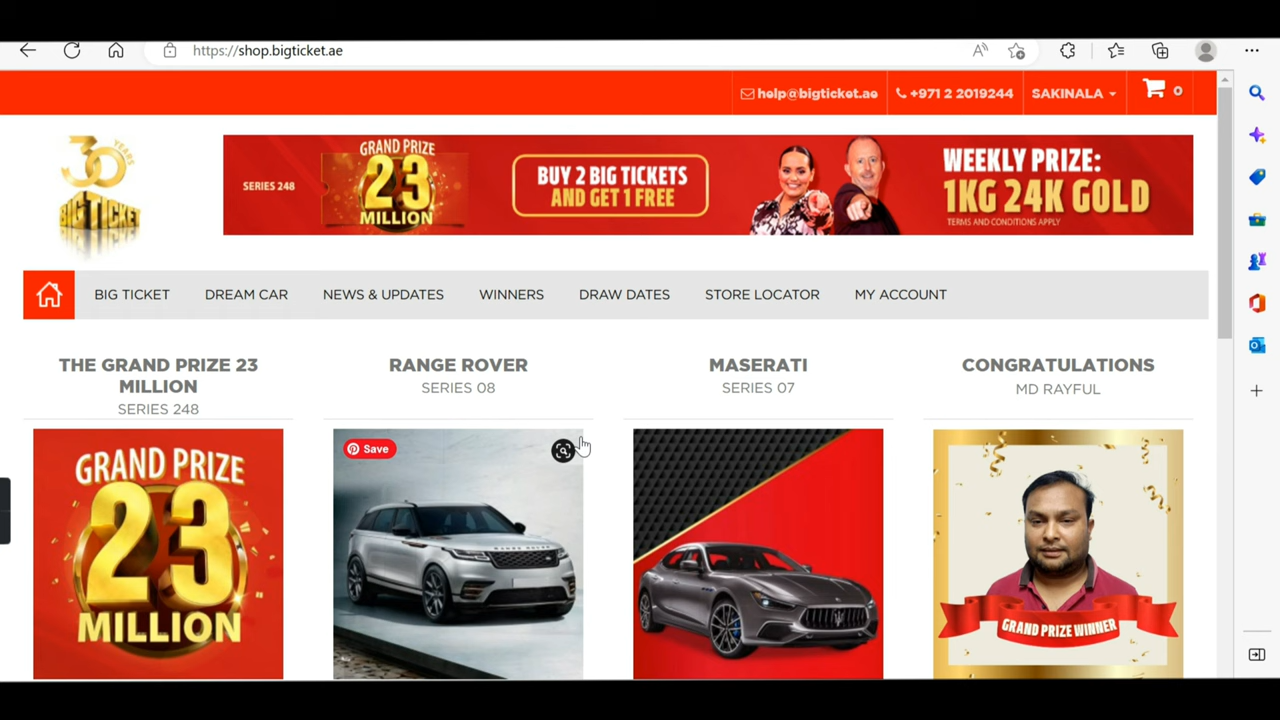 https://shop.bigticket.ae
help@bigticket.ae
+971 2 2019244
SAKINALA
0
30 YEARS
BIG TICKET
SERIES 248
GRAND PRIZE
23
MILLION
BUY 2 BIG TICKETS
AND GET 1 FREE
WEEKLY PRIZE:
1KG 24K GOLD
TERMS AND CONDITIONS APPLY
BIG TICKET
DREAM CAR
NEWS & UPDATES
WINNERS
DRAW DATES
STORE LOCATOR
MY ACCOUNT
THE GRAND PRIZE 23
MILLION
SERIES 248
RANGE ROVER
SERIES 08
MASERATI
SERIES 07
CONGRATULATIONS
MD RAYFUL
GRAND PRIZE
23
MILLION
Save
RANGE ROVER
GRAND PRIZE WINNER